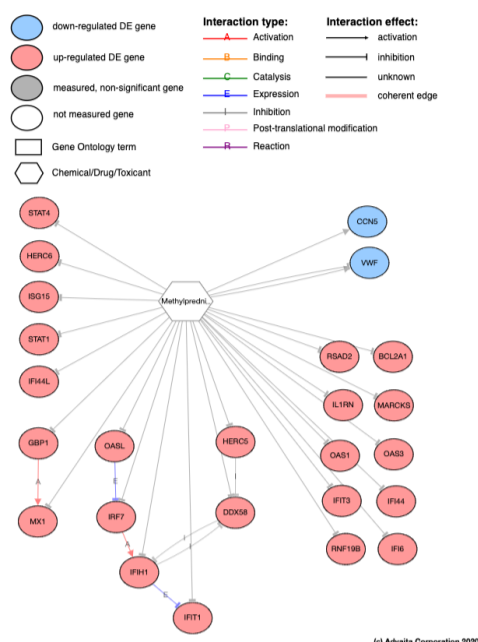 Interaction type:
Interaction effect:
down-regulated DE gene
A
Activation
activation
up-regulated DE gene
B
Binding
inhibition
C
Catalysis
unknown
measured, non-significant gene
E
Expression
coherent edge
I
Inhibition
not measured gene
P
Post-translational modification
R
Reaction
Gene Ontology term
Chemical/Drug/Toxicant
STAT4
CCN5
HERC6
VWF
ISG15
Methylpredni...
STAT1
RSAD2
BCL2A1
IFI44L
IL1RN
MARCKS
GBP1
OASL
HERC5
OAS1
OAS3
A
E
I
MX1
IRF7
DDX58
IFIT3
IFI44
A
I
I
RNF19B
IFI6
IFIH1
E
IFIT1
(c) Advaita Corporation 2020